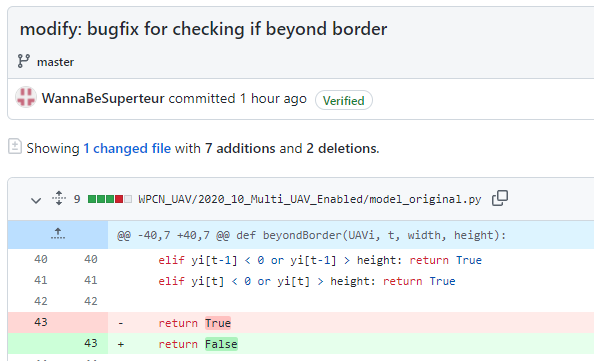 modify: bugfix for checking if beyond border
master
WannaBeSuperteur committed 1 hour ago Verified
Showing 1 changed file with 7 additions and 2 deletions.
9 WPCN_UAV/2020_10_Multi_UAV_Enabled/model_original.py
@@ -40,7 +40,7 @@ def beyondBorder(UAVi, t, width, height):
40 40 elif yi[t-1] < 0 or yi[t-1] > height: return True
41 41 elif yi[t] < 0 or yi[t] > height: return True
42 42
43 - return True
43 + return False